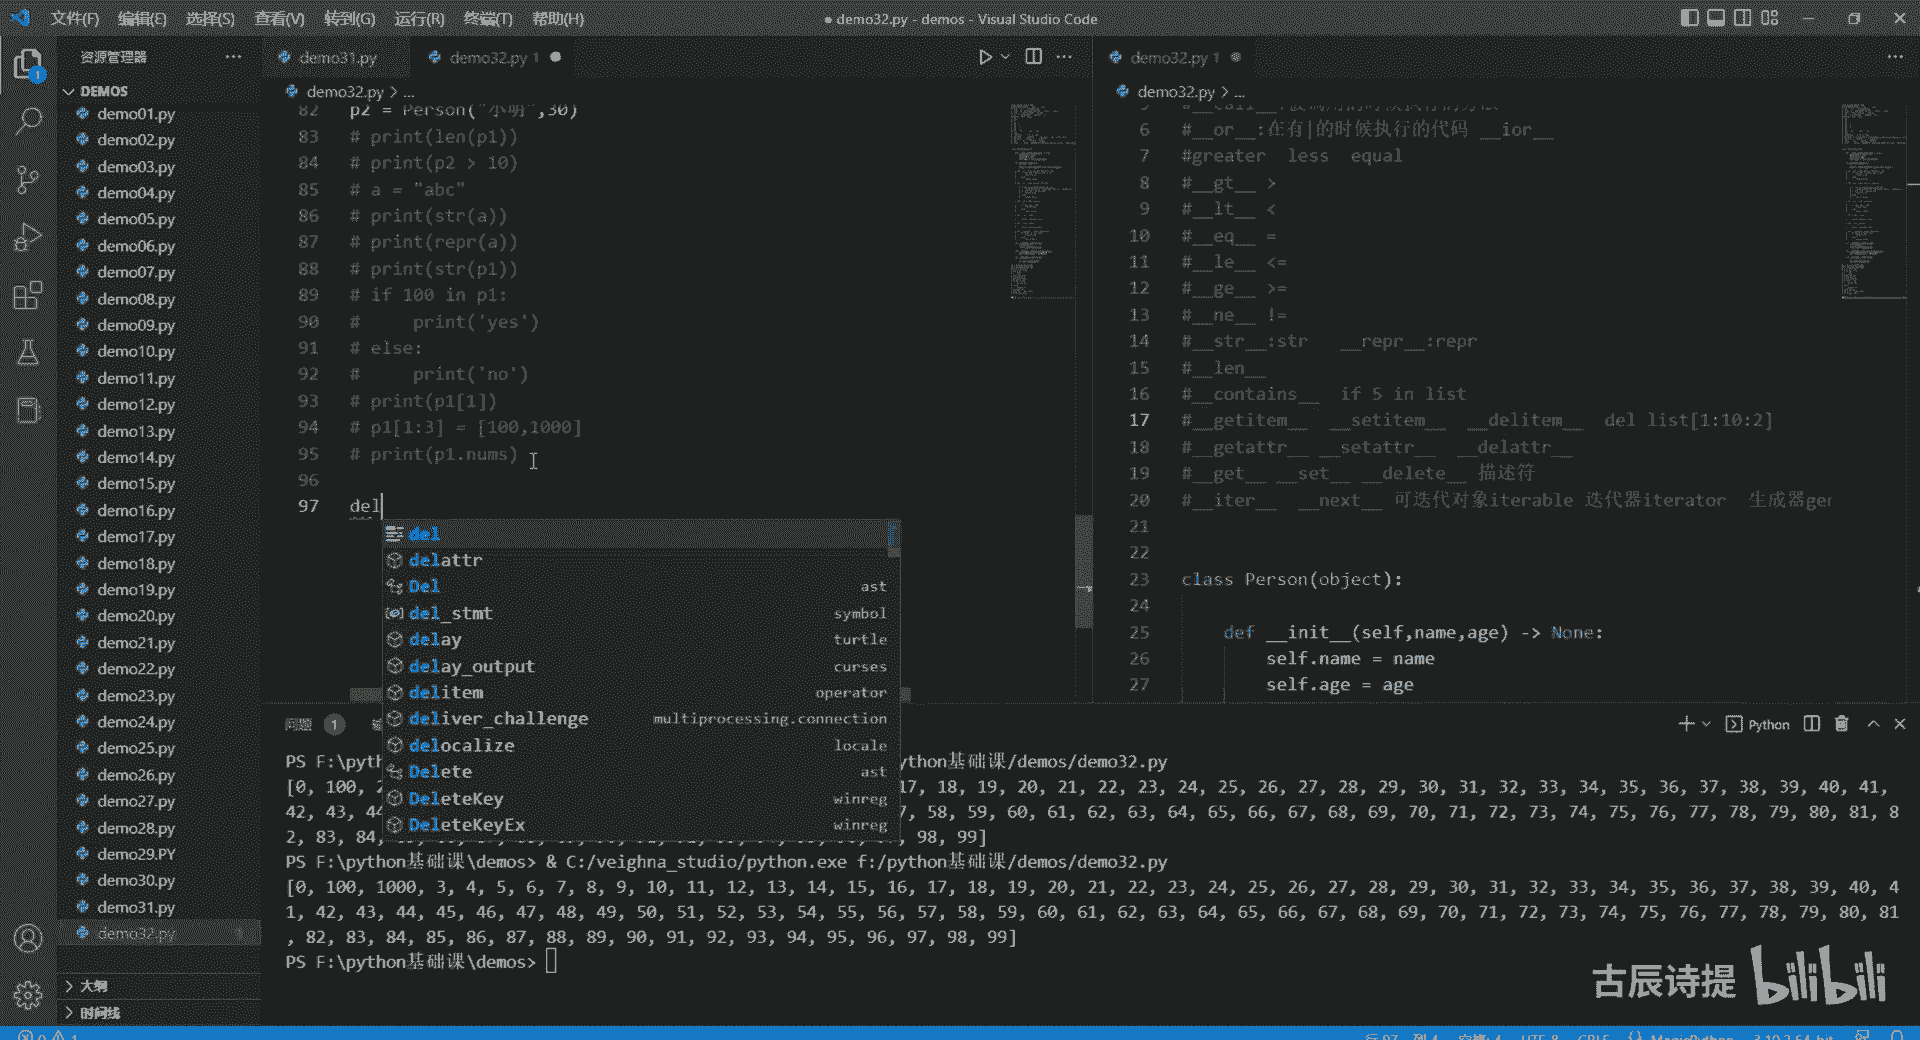 文件(F) 编辑(E) 选择(S) 查看(V) 转到(G) 运行(R) 终端(T) 帮助(H)
● demo32.py - demos - Visual Studio Code
资源管理器
DEMOS
demo01.py
demo02.py
demo03.py
demo04.py
demo05.py
demo06.py
demo07.py
demo08.py
demo09.py
demo10.py
demo11.py
demo12.py
demo13.py
demo14.py
demo15.py
demo16.py
demo17.py
demo18.py
demo19.py
demo20.py
demo21.py
demo22.py
demo23.py
demo24.py
demo25.py
demo26.py
demo27.py
demo28.py
demo29.PY
demo30.py
demo31.py
demo32.py 1
大纲
时间线
demo31.py
demo32.py 1
demo32.py > ...
82 p2 = Person("小明",30)
83 # print(len(p1))
84 # print(p2 > 10)
85 # a = "abc"
86 # print(str(a))
87 # print(repr(a))
88 # print(str(p1))
89 # if 100 in p1:
90 #     print('yes')
91 # else:
92 #     print('no')
93 # print(p1[1])
94 # p1[1:3] = [100,1000]
95 # print(p1.nums)
96
97 del
del
delattr
Del ast
del_stmt symbol
delay turtle
delay_output curses
delitem operator
deliver_challenge multiprocessing.connection
delocalize locale
Delete ast
DeleteKey winreg
DeleteKeyEx winreg
demo32.py 1
demo32.py > ...
6 #__or__:在有|的时候执行的代码 __ior__
7 #greater  less  equal
8 #__gt__ >
9 #__lt__ <
10 #__eq__ =
11 #__le__ <=
12 #__ge__ >=
13 #__ne__ !=
14 #__str__:str   __repr__:repr
15 #__len__
16 #__contains__  if 5 in list
17 #__getitem__  __setitem__  __delitem__  del list[1:10:2]
18 #__getattr__ __setattr__  __delattr__
19 #__get__ __set__ __delete__ 描述符
20 #__iter__  __next__ 可迭代对象iterable 迭代器iterator  生成器ger
21
22
23 class Person(object):
24
25 def __init__(self,name,age) -> None:
26 self.name = name
27 self.age = age
问题 1
Python
PS F:\pyth ython基础课/demos/demo32.py
[0, 100, 2 17, 18, 19, 20, 21, 22, 23, 24, 25, 26, 27, 28, 29, 30, 31, 32, 33, 34, 35, 36, 37, 38, 39, 40, 41,
42, 43, 44 7, 58, 59, 60, 61, 62, 63, 64, 65, 66, 67, 68, 69, 70, 71, 72, 73, 74, 75, 76, 77, 78, 79, 80, 81, 8
2, 83, 84, 98, 99]
PS F:\python基础课\demos> & C:/veighna_studio/python.exe f:/python基础课/demos/demo32.py
[0, 100, 1000, 3, 4, 5, 6, 7, 8, 9, 10, 11, 12, 13, 14, 15, 16, 17, 18, 19, 20, 21, 22, 23, 24, 25, 26, 27, 28, 29, 30, 31, 32, 33, 34, 35, 36, 37, 38, 39, 40, 4
1, 42, 43, 44, 45, 46, 47, 48, 49, 50, 51, 52, 53, 54, 55, 56, 57, 58, 59, 60, 61, 62, 63, 64, 65, 66, 67, 68, 69, 70, 71, 72, 73, 74, 75, 76, 77, 78, 79, 80, 81
, 82, 83, 84, 85, 86, 87, 88, 89, 90, 91, 92, 93, 94, 95, 96, 97, 98, 99]
PS F:\python基础课\demos>
古辰诗提 bilibili